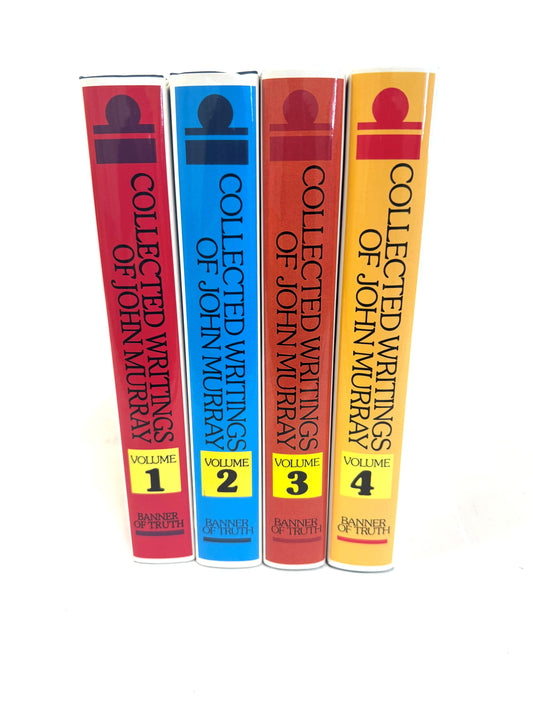 COLLECTED WRITINGS
OF JOHN MURRAY
VOLUME
1
BANNER
OF TRUTH
COLLECTED WRITINGS
OF JOHN MURRAY
VOLUME
2
BANNER
OF TRUTH
COLLECTED WRITINGS
OF JOHN MURRAY
VOLUME
3
BANNER
OF TRUTH
COLLECTED WRITINGS
OF JOHN MURRAY
VOLUME
4
BANNER
OF TRUTH